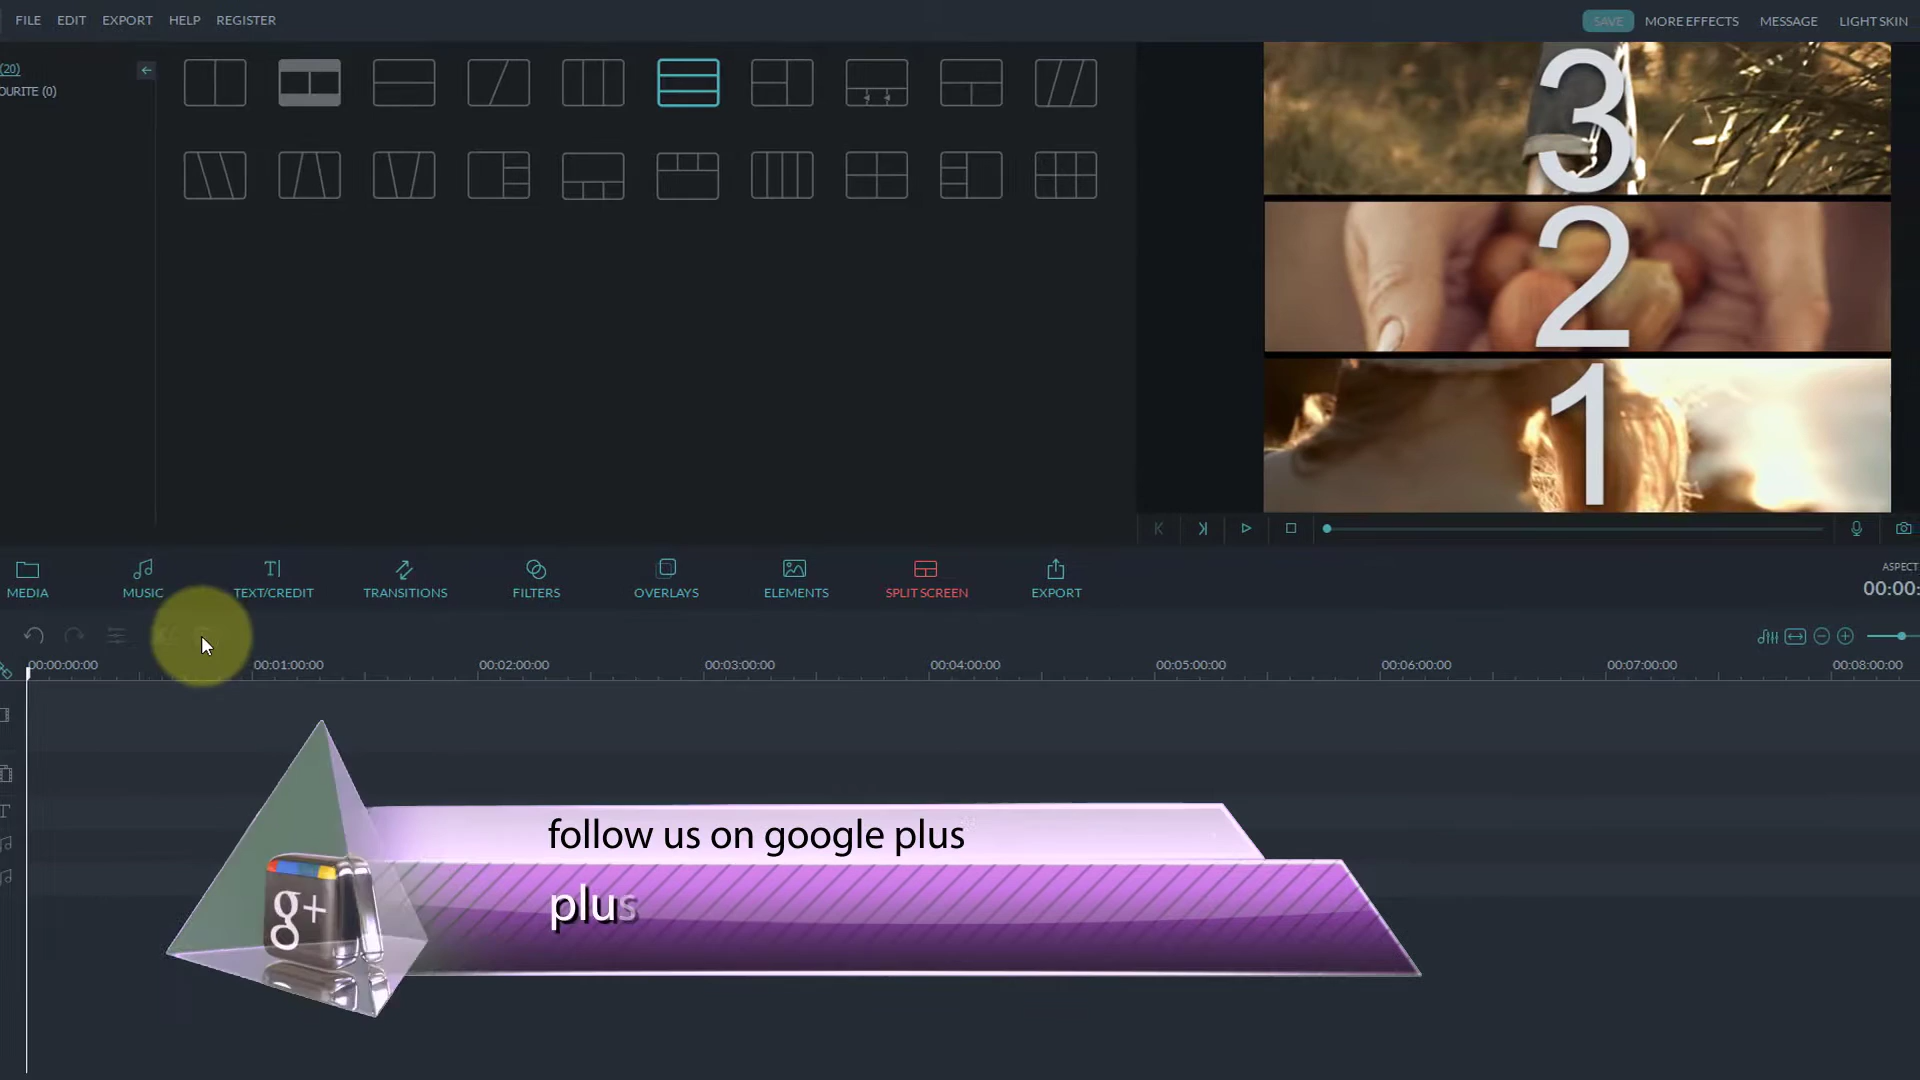 FILE EDIT EXPORT HELP REGISTER SAVE MORE EFFECTS MESSAGE LIGHT SKIN
(20)
OURITE (0)
3
2
1
MEDIA MUSIC TEXT/CREDIT TRANSITIONS FILTERS OVERLAYS ELEMENTS SPLIT SCREEN EXPORT
ASPECT
00:00:
00:00:00:00 00:01:00:00 00:02:00:00 00:03:00:00 00:04:00:00 00:05:00:00 00:06:00:00 00:07:00:00 00:08:00:00
follow us on google plus
plus
g+